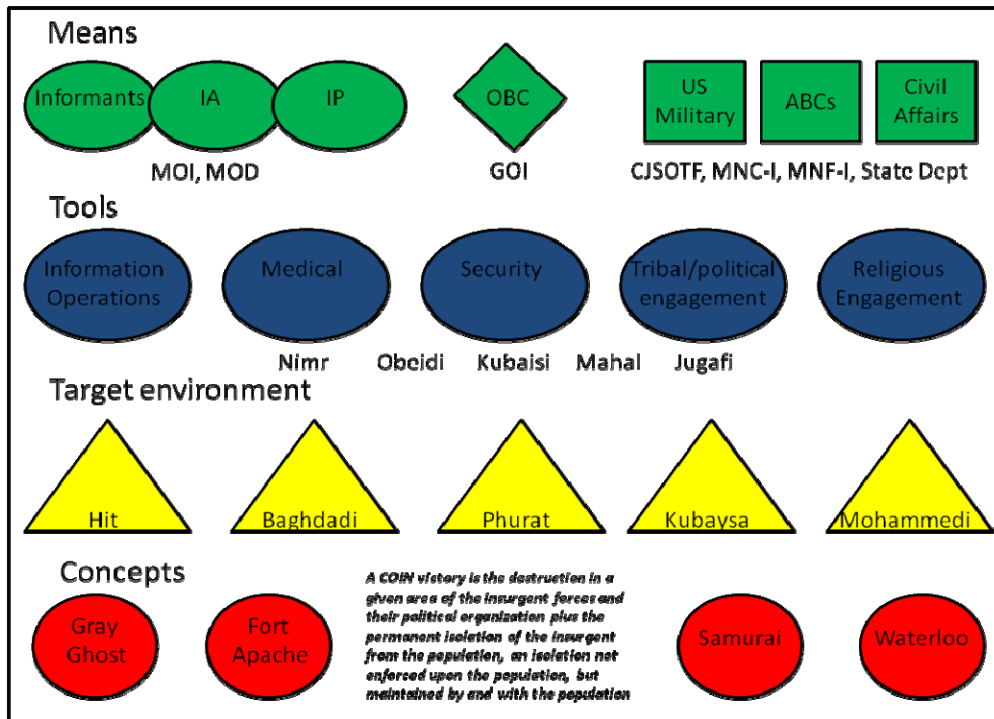 Means
Informants IA IP OBC US Military ABCs Civil Affairs
MOI, MOD GOI CJSOTF, MNC-I, MNF-I, State Dept
Tools
Information Operations Medical Security Tribal/political engagement Religious Engagement
Nimr Obeidi Kubaisi Mahal Jugafi
Target environment
Hit Baghdadi Phurat Kubaysa Mohammedi
Concepts
Gray Ghost
Fort Apache
A COIN victory is the destruction in a
given area of the insurgent forces and
their political organization plus the
permanent isolation of the insurgent
from the population, an isolation not
enforced upon the population, but
maintained by and with the population
Samurai
Waterloo